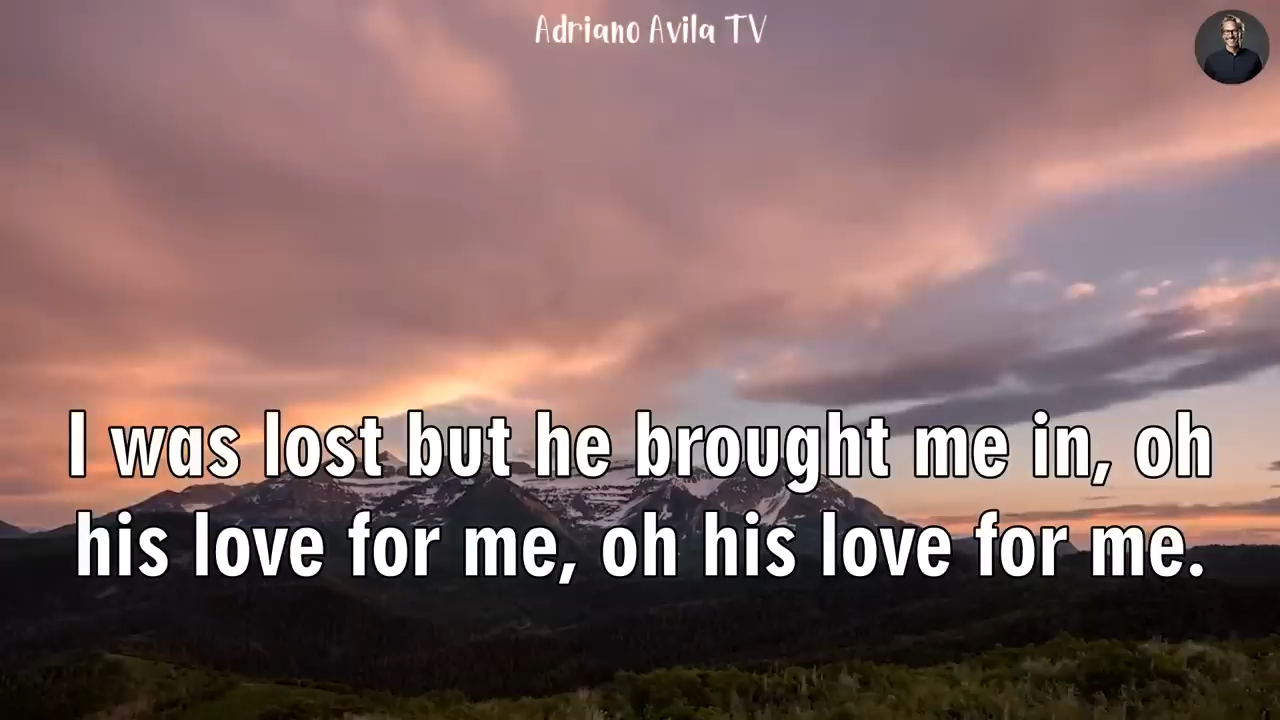 Adriano Avila TV
I was lost but he brought me in, oh
his love for me, oh his love for me.